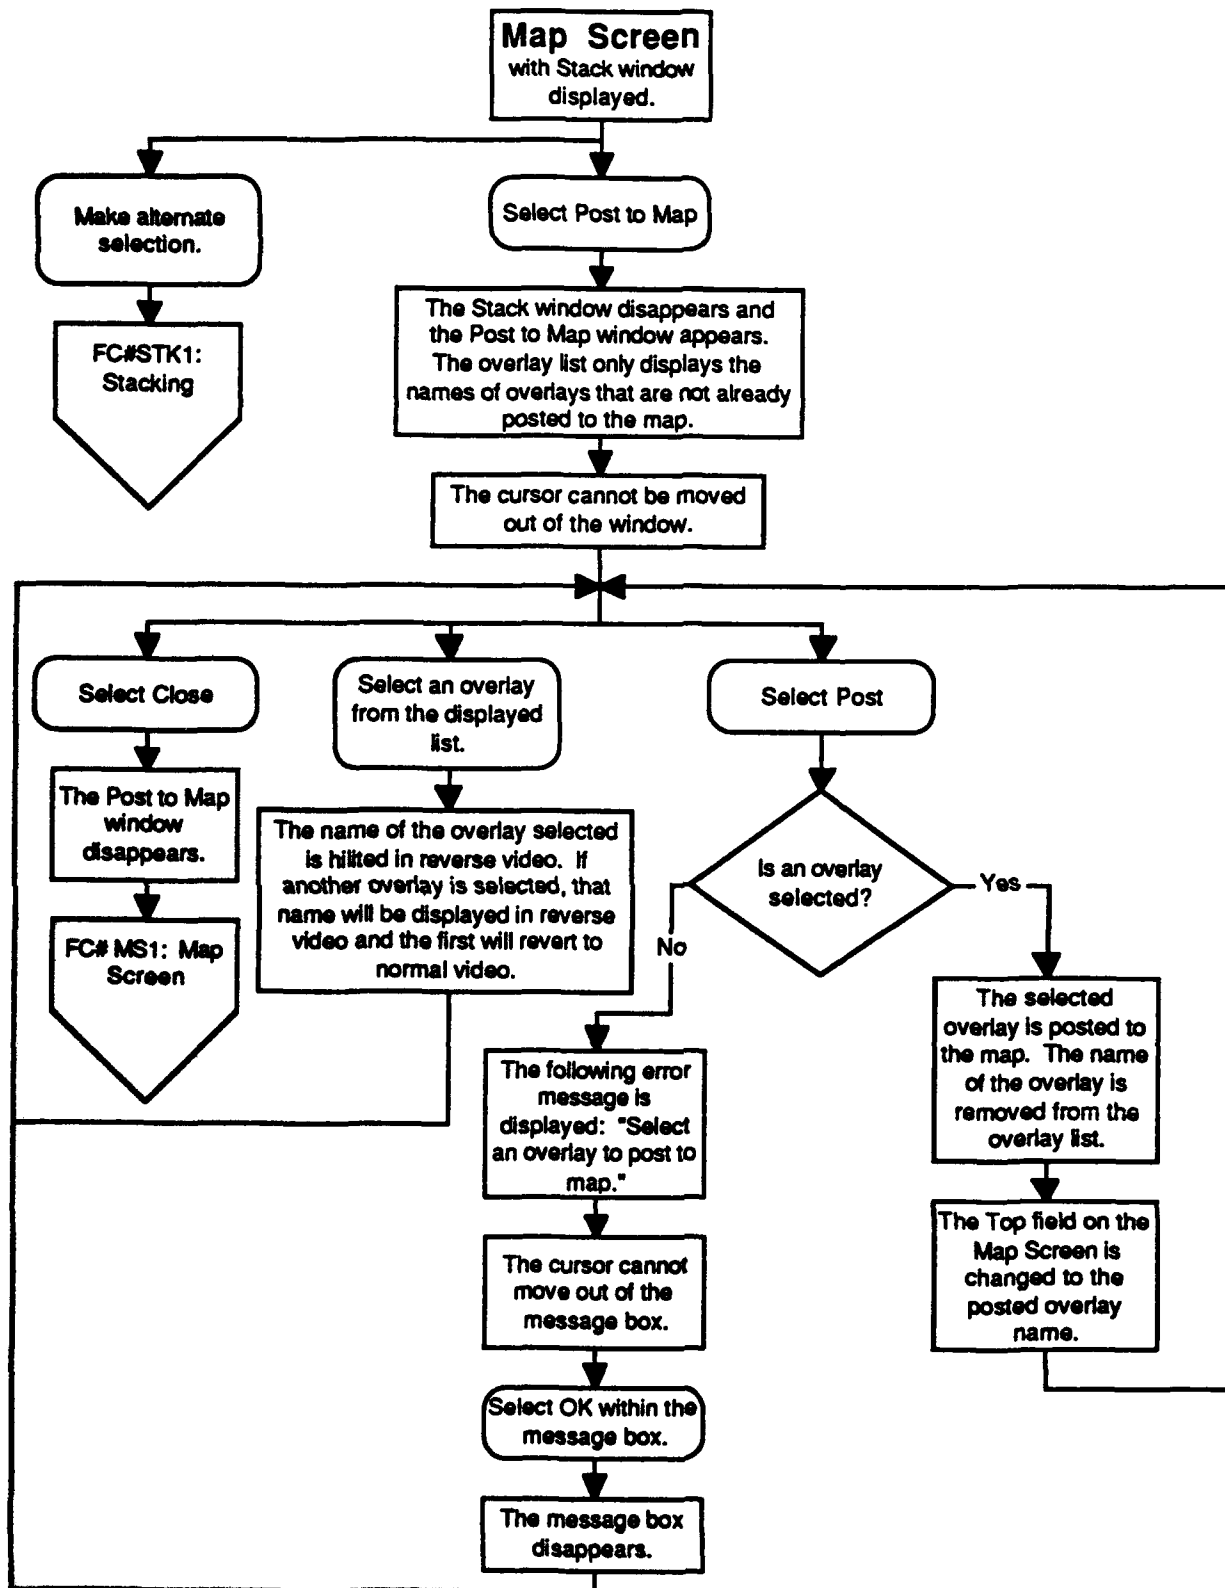 Map Screen
with Stack window
displayed.
Make alternate
selection.
Select Post to Map
FC#STK1:
Stacking
The Stack window disappears and
the Post to Map window appears.
The overlay list only displays the
names of overlays that are not already
posted to the map.
The cursor cannot be moved
out of the window.
Select Close
Select an overlay
from the displayed
list.
Select Post
The Post to Map
window
disappears.
The name of the overlay selected
is hilited in reverse video. If
another overlay is selected, that
name will be displayed in reverse
video and the first will revert to
normal video.
Is an overlay
selected?
Yes
No
FC# MS1: Map
Screen
The selected
overlay is posted to
the map. The name
of the overlay is
removed from the
overlay list.
The following error
message is
displayed: "Select
an overlay to post to
map."
The Top field on the
Map Screen is
changed to the
posted overlay
name.
The cursor cannot
move out of the
message box.
Select OK within the
message box.
The message box
disappears.